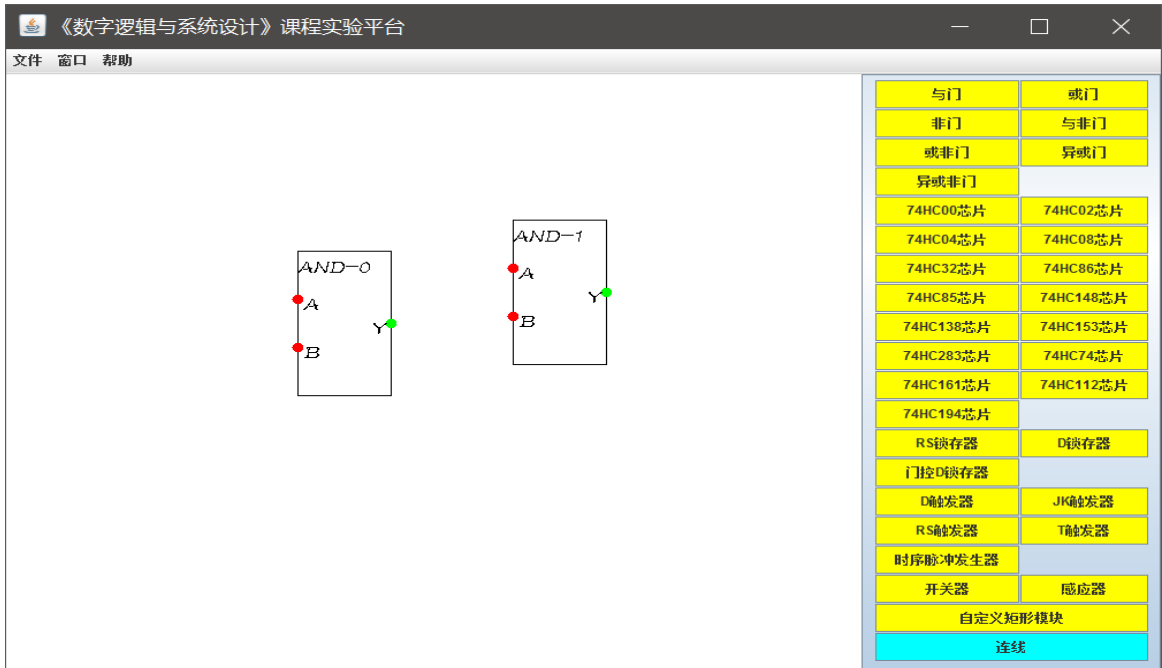 《数字逻辑与系统设计》课程实验平台
文件 窗口 帮助
AND-0
A
B
Y
AND-1
A
B
Y
与门 或门
非门 与非门
或非门 异或门
异或非门
74HC00芯片 74HC02芯片
74HC04芯片 74HC08芯片
74HC32芯片 74HC86芯片
74HC85芯片 74HC148芯片
74HC138芯片 74HC153芯片
74HC283芯片 74HC74芯片
74HC161芯片 74HC112芯片
74HC194芯片
RS锁存器 D锁存器
门控D锁存器
D触发器 JK触发器
RS触发器 T触发器
时序脉冲发生器
开关器 感应器
自定义矩形模块
连线